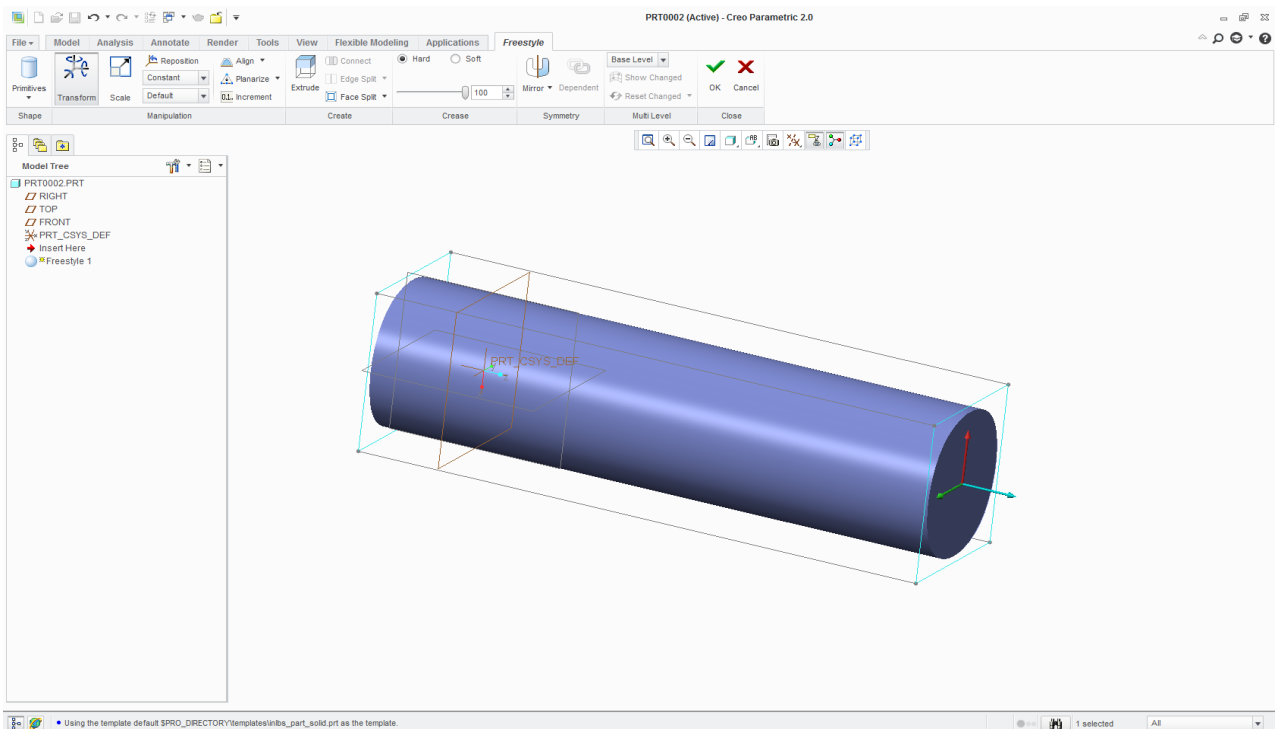 PRT0002 (Active) - Creo Parametric 2.0
File Model Analysis Annotate Render Tools View Flexible Modeling Applications Freestyle
Primitives
Transform
Scale
Reposition
Constant
Default
Align
Planarize
0.1. Increment
Extrude
Connect
Edge Split
Face Split
Hard Soft
100
Mirror Dependent
Base Level
Show Changed
Reset Changed
OK Cancel
Shape Manipulation Create Crease Symmetry Multi Level Close
Model Tree
PRT0002.PRT
RIGHT
TOP
FRONT
PRT_CSYS_DEF
Insert Here
Freestyle 1
PRT_CSYS_DEF
Using the template default $PRO_DIRECTORY\templates\inlbs_part_solid.prt as the template.
1 selected All